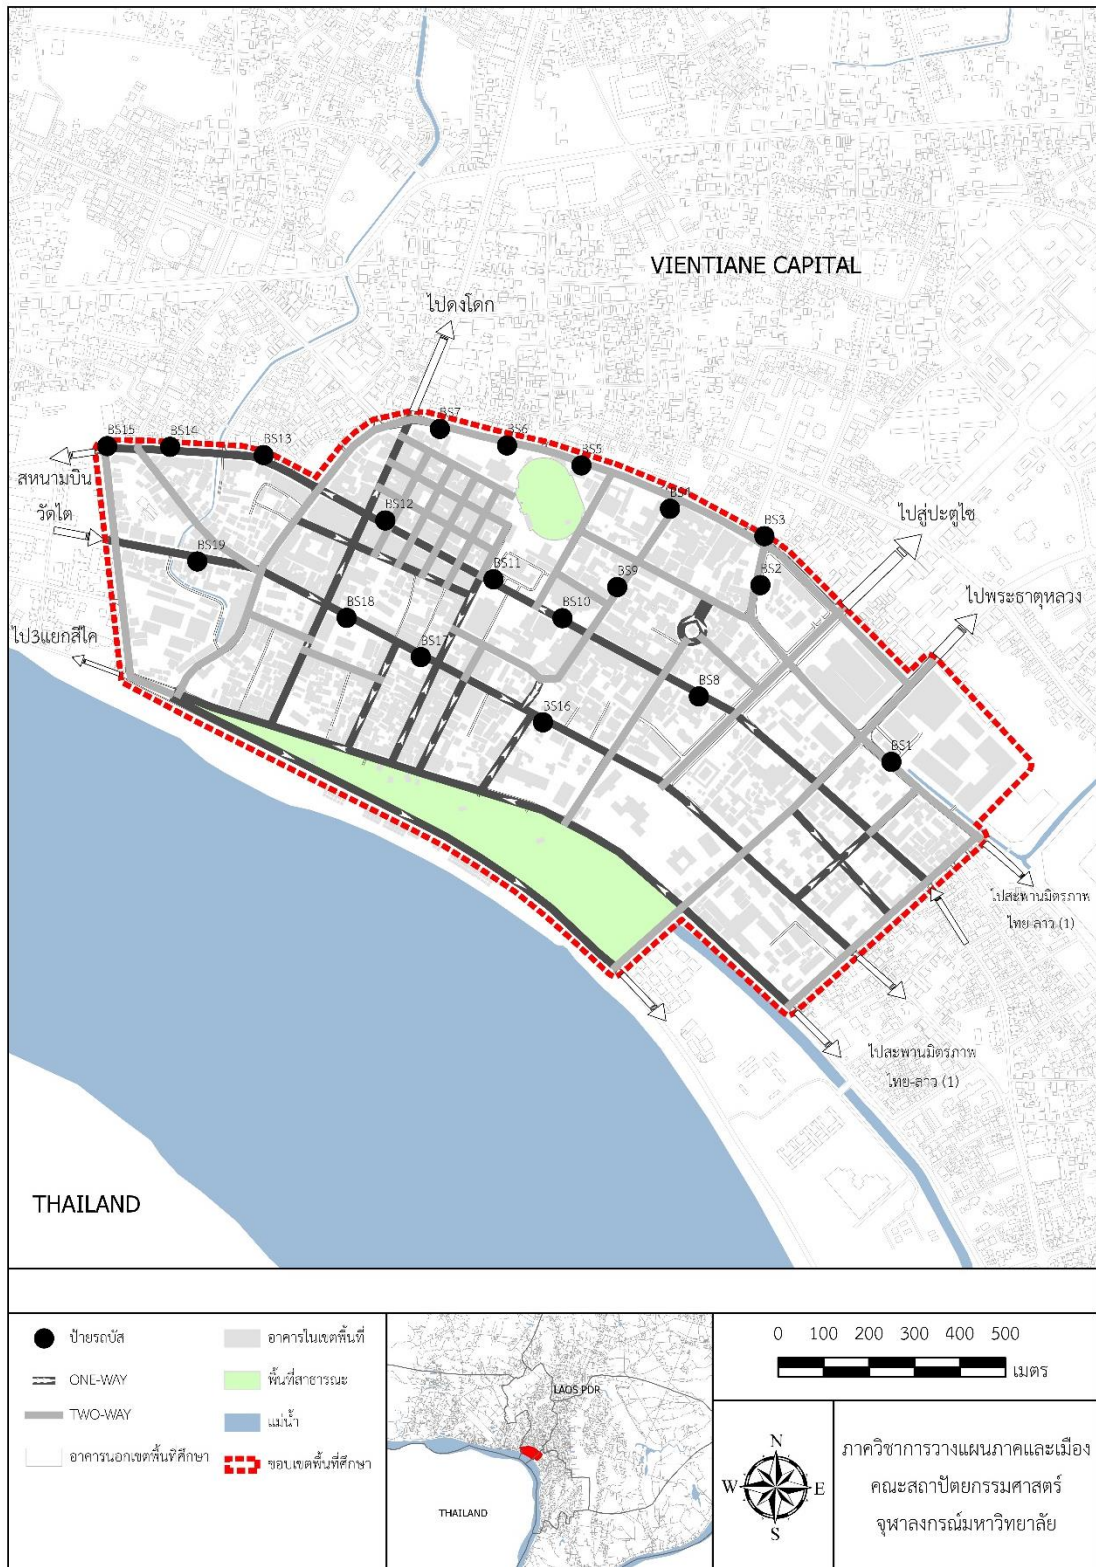 VIENTIANE CAPITAL
ไปดงโดก
BS7
BS6
BS15
BS14
BS13
BS5
สหนามบิน
วัดไต
BS12
BS4
BS3
ไปสู่ปะตูไซ
BS19
BS11
BS9
BS2
ไปพระธาตุหลวง
BS18
BS10
ไป3แยกสีไค
BS17
BS8
BS16
BS1
ไปสะพานมิตรภาพ
ไทย-ลาว (1)
ไปสะพานมิตรภาพ
ไทย-ลาว (1)
THAILAND
ป้ายรถบัส
ONE-WAY
TWO-WAY
อาคารนอกเขตพื้นที่ศึกษา
อาคารในเขตพื้นที่
พื้นที่สาธารณะ
แม่น้ำ
ขอบเขตพื้นที่ศึกษา
LAOS PDR
THAILAND
0 100 200 300 400 500
เมตร
N
W E
S
ภาควิชาการวางแผนภาคและเมือง
คณะสถาปัตยกรรมศาสตร์
จุฬาลงกรณ์มหาวิทยาลัย